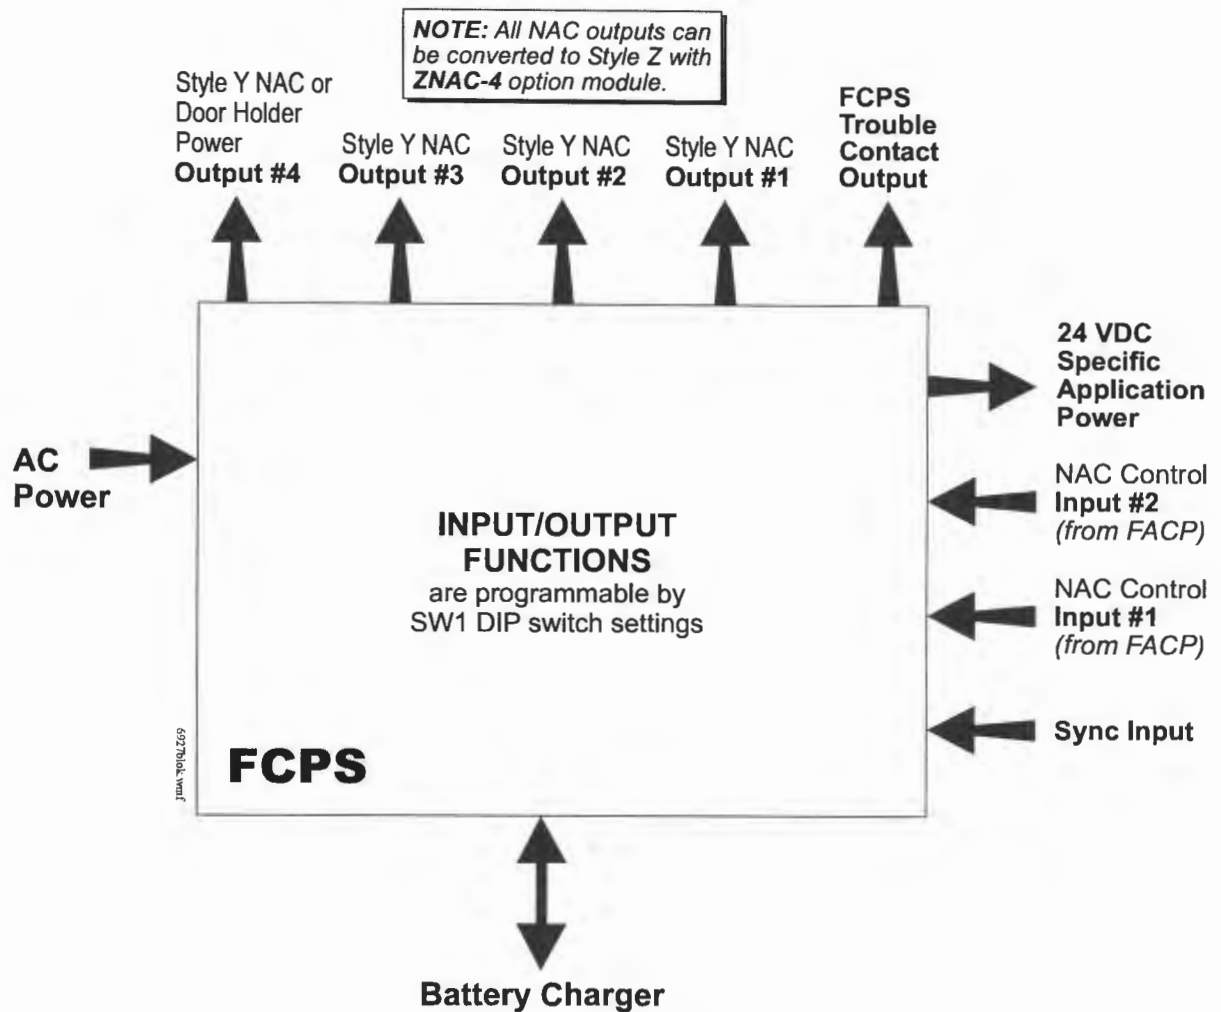 NOTE: All NAC outputs can
be converted to Style Z with
ZNAC-4 option module.
Style Y NAC or
Door Holder
Power
Output #4
Style Y NAC
Output #3
Style Y NAC
Output #2
Style Y NAC
Output #1
FCPS
Trouble
Contact
Output
24 VDC
Specific
Application
Power
AC
Power
NAC Control
Input #2
(from FACP)
INPUT/OUTPUT
FUNCTIONS
are programmable by
SW1 DIP switch settings
NAC Control
Input #1
(from FACP)
Sync Input
6927blok.wmf
FCPS
Battery Charger